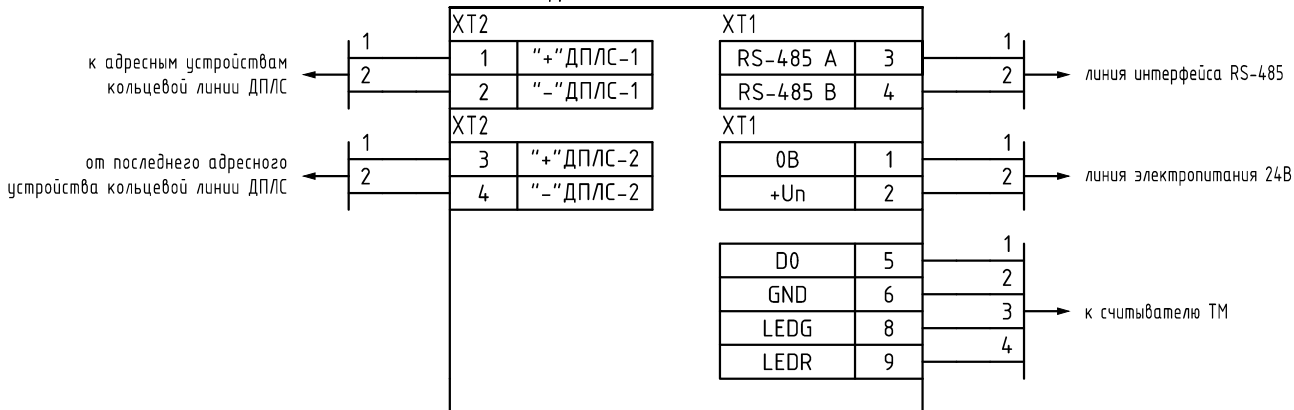 XT2
1 "+"ДПЛС-1
2 "-"ДПЛС-1
1
2
к адресным устройствам
кольцевой линии ДПЛС
XT2
3 "+"ДПЛС-2
4 "-"ДПЛС-2
1
2
от последнего адресного
устройства кольцевой линии ДПЛС
XT1
RS-485 A 3
RS-485 B 4
1
2
линия интерфейса RS-485
XT1
0В 1
+Uп 2
1
2
линия электропитания 24В
D0 5
GND 6
LEDG 8
LEDR 9
1
2
3
4
к считывателю ТМ